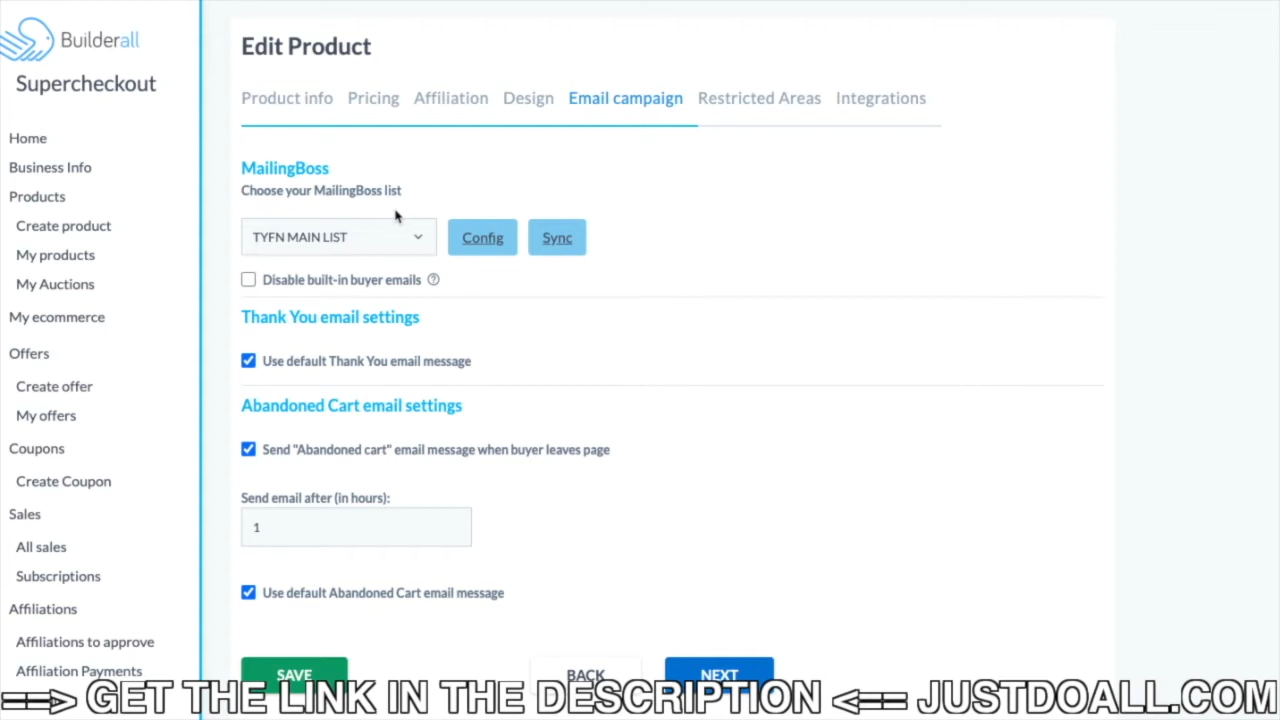 Builderall
Supercheckout
Home
Business Info
Products
Create product
My products
My Auctions
My ecommerce
Offers
Create offer
My offers
Coupons
Create Coupon
Sales
All sales
Subscriptions
Affiliations
Affiliations to approve
Affiliation Payments
Edit Product
Product info Pricing Affiliation Design Email campaign Restricted Areas Integrations
MailingBoss
Choose your MailingBoss list
TYFN MAIN LIST Config Sync
Disable built-in buyer emails ?
Thank You email settings
Use default Thank You email message
Abandoned Cart email settings
Send "Abandoned cart" email message when buyer leaves page
Send email after (in hours):
1
Use default Abandoned Cart email message
SAVE BACK NEXT
==> GET THE LINK IN THE DESCRIPTION <== JUSTDOALL.COM